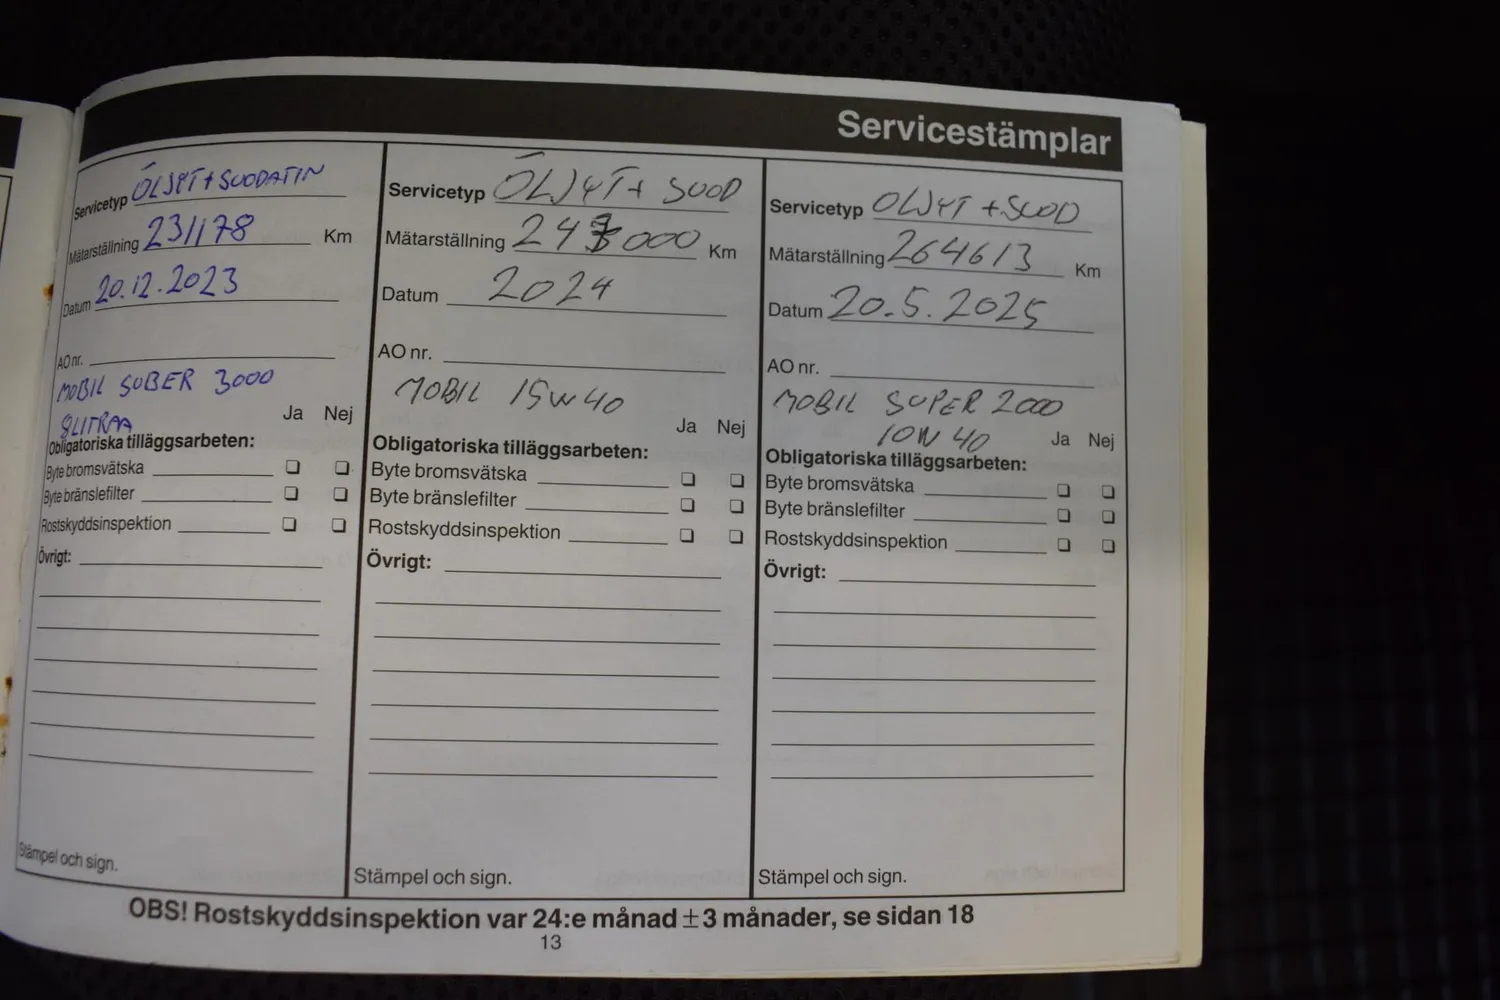 Servicestämplar
Servicetyp ÖLJYT+SUODATIN
Mätarställning 231178 Km
Datum 20.12.2023
AO nr.
MOBIL SUBER 3000
8LITRAA
Ja Nej
Obligatoriska tilläggsarbeten:
Byte bromsvätska
Byte bränslefilter
Rostskyddsinspektion
Övrigt:
Stämpel och sign.
Servicetyp ÖLJYT+ SUOD
Mätarställning Km
Datum 2024
AO nr.
MOBIL 15W40
Ja Nej
Obligatoriska tilläggsarbeten:
Byte bromsvätska
Byte bränslefilter
Rostskyddsinspektion
Övrigt:
Stämpel och sign.
Servicetyp OLJYT +SUOD
Mätarställning 264613 Km
Datum 20.5.2025
AO nr.
MOBIL SUPER 2000
10W40
Ja Nej
Obligatoriska tilläggsarbeten:
Byte bromsvätska
Byte bränslefilter
Rostskyddsinspektion
Övrigt:
Stämpel och sign.
OBS! Rostskyddsinspektion var 24:e månad ±3 månader, se sidan 18
13